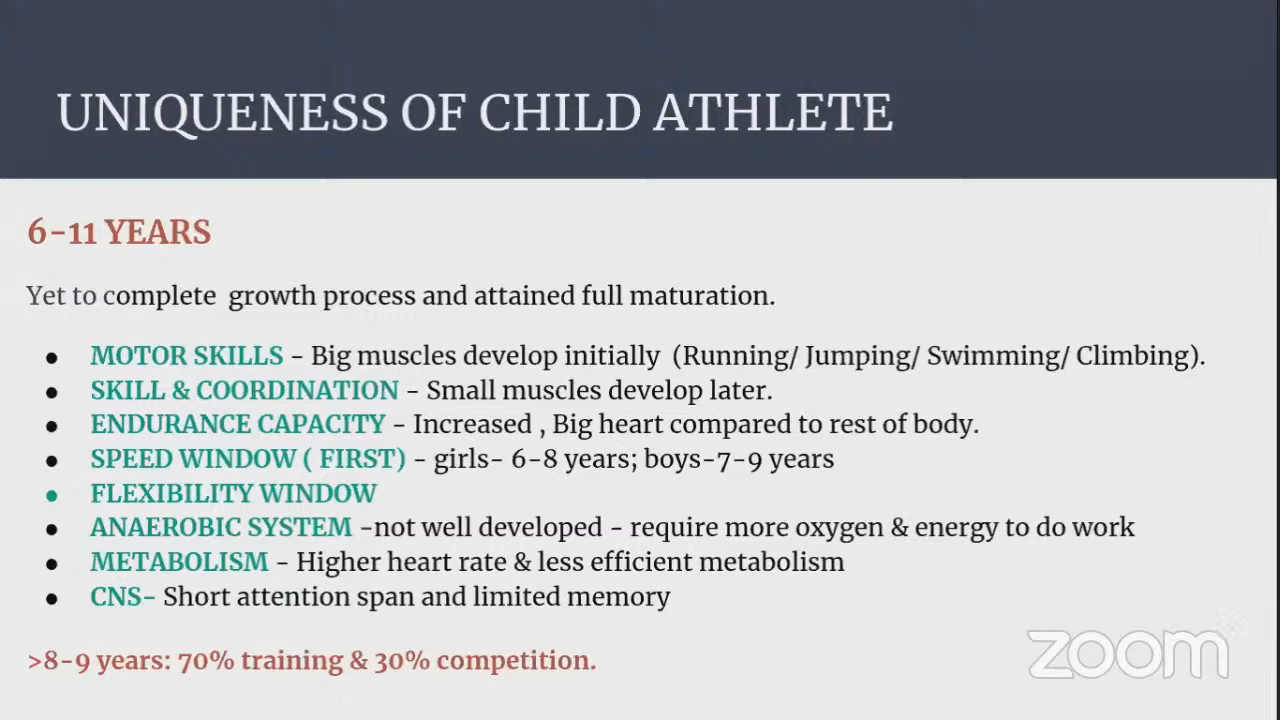 UNIQUENESS OF CHILD ATHLETE
6-11 YEARS
Yet to complete growth process and attained full maturation.
● MOTOR SKILLS - Big muscles develop initially (Running/ Jumping/ Swimming/ Climbing).
● SKILL & COORDINATION - Small muscles develop later.
● ENDURANCE CAPACITY - Increased , Big heart compared to rest of body.
● SPEED WINDOW ( FIRST) - girls- 6-8 years; boys-7-9 years
● FLEXIBILITY WINDOW
● ANAEROBIC SYSTEM -not well developed - require more oxygen & energy to do work
● METABOLISM - Higher heart rate & less efficient metabolism
● CNS- Short attention span and limited memory
>8-9 years: 70% training & 30% competition.
zoom